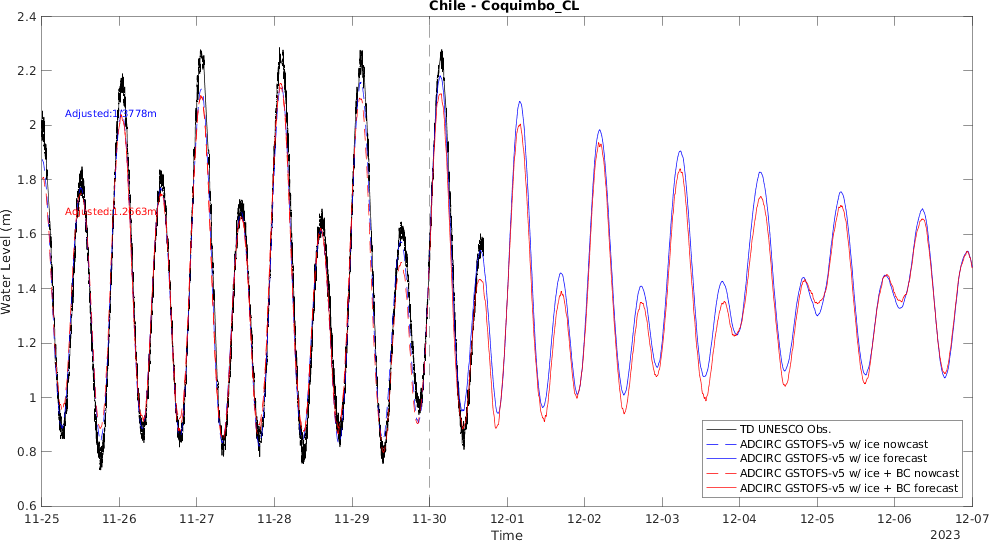 Chile - Coquimbo_CL
2.4
2.2
2
1.8
1.6
1.4
1.2
1
0.8
0.6
Water Level (m)
Adjusted:1.3778m
Adjusted:1.2663m
TD UNESCO Obs.
ADCIRC GSTOFS-v5 w/ ice nowcast
ADCIRC GSTOFS-v5 w/ ice forecast
ADCIRC GSTOFS-v5 w/ ice + BC nowcast
ADCIRC GSTOFS-v5 w/ ice + BC forecast
11-25 11-26 11-27 11-28 11-29 11-30 12-01 12-02 12-03 12-04 12-05 12-06 12-07
Time
2023